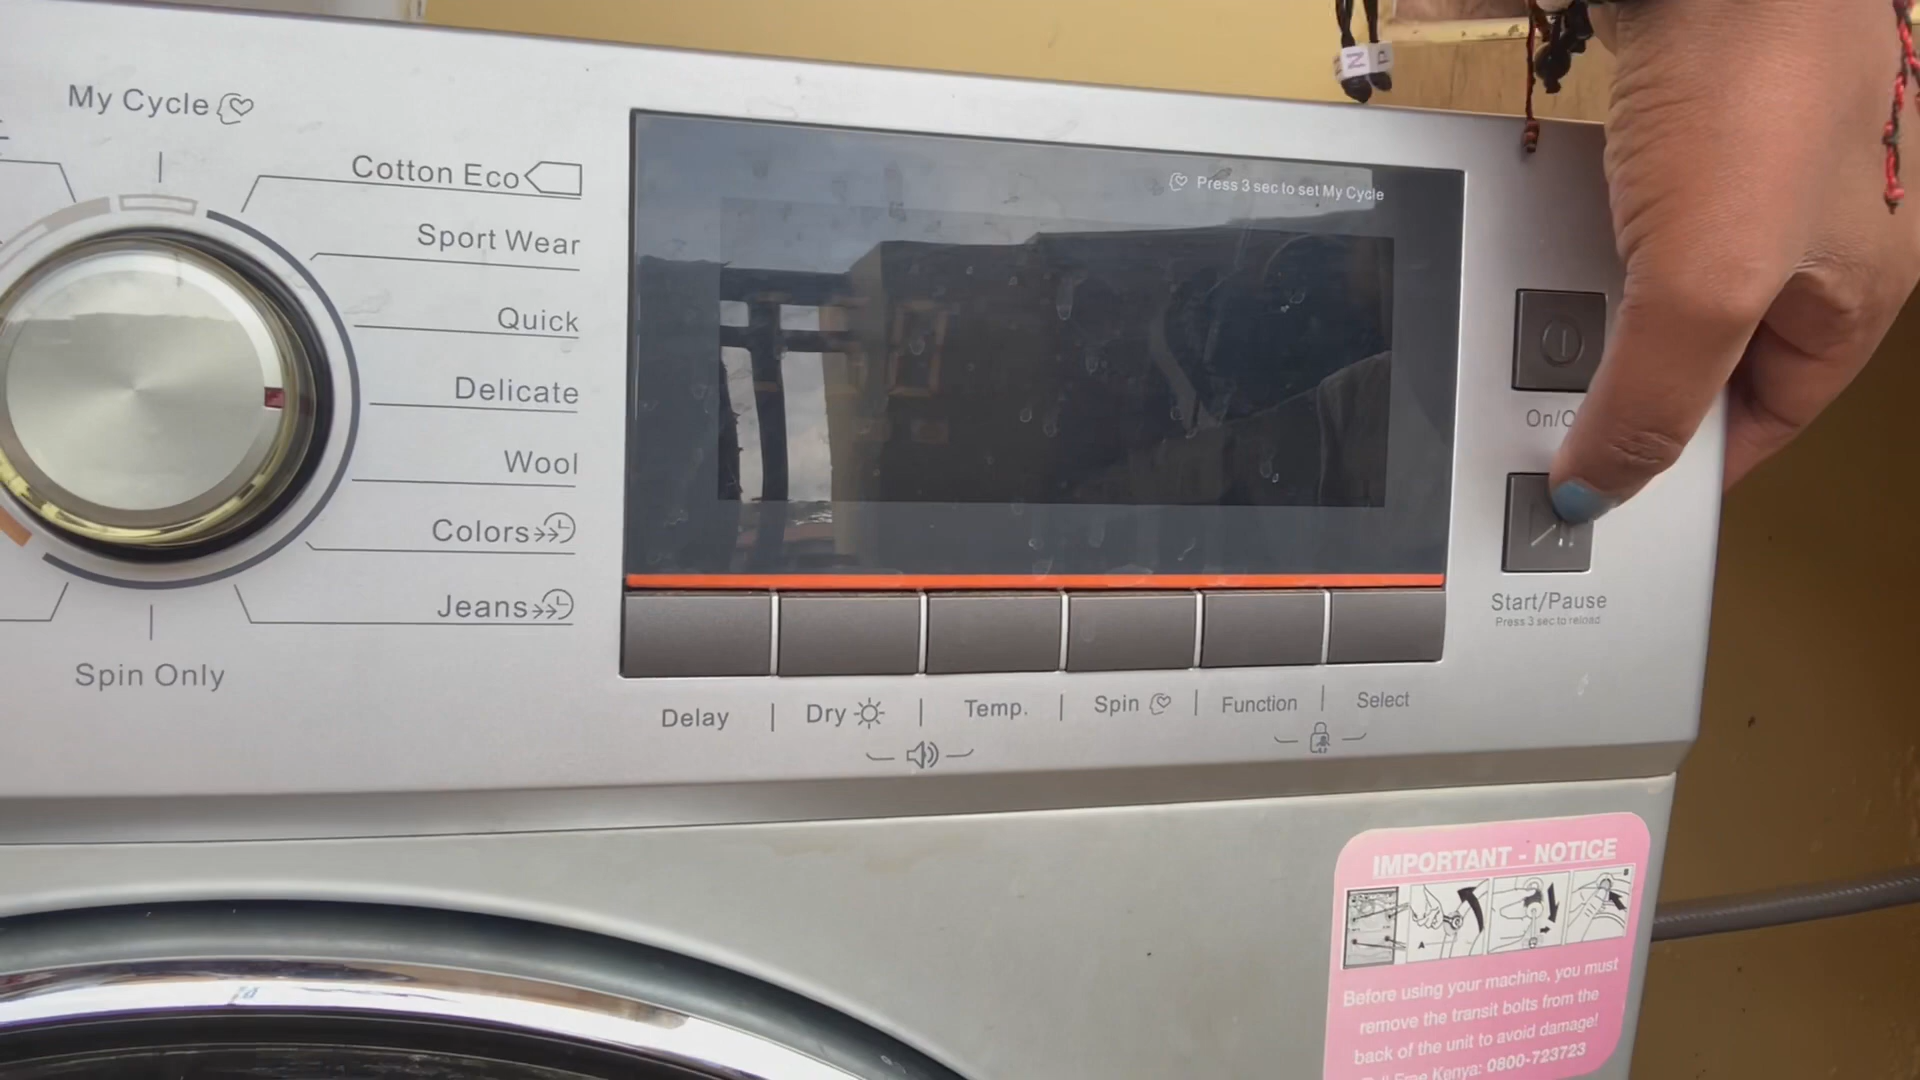 My Cycle
Cotton Eco
Sport Wear
Quick
Delicate
Wool
Colors
Jeans
Spin Only
Press 3 sec to set My Cycle
Delay | Dry | Temp. | Spin | Function | Select
Start/Pause
Press 3 sec to reload
N
IMPORTANT - NOTICE
Before using your machine, you must
remove the transit bolts from the
back of the unit to avoid damage!
Kenya: 0800-723723